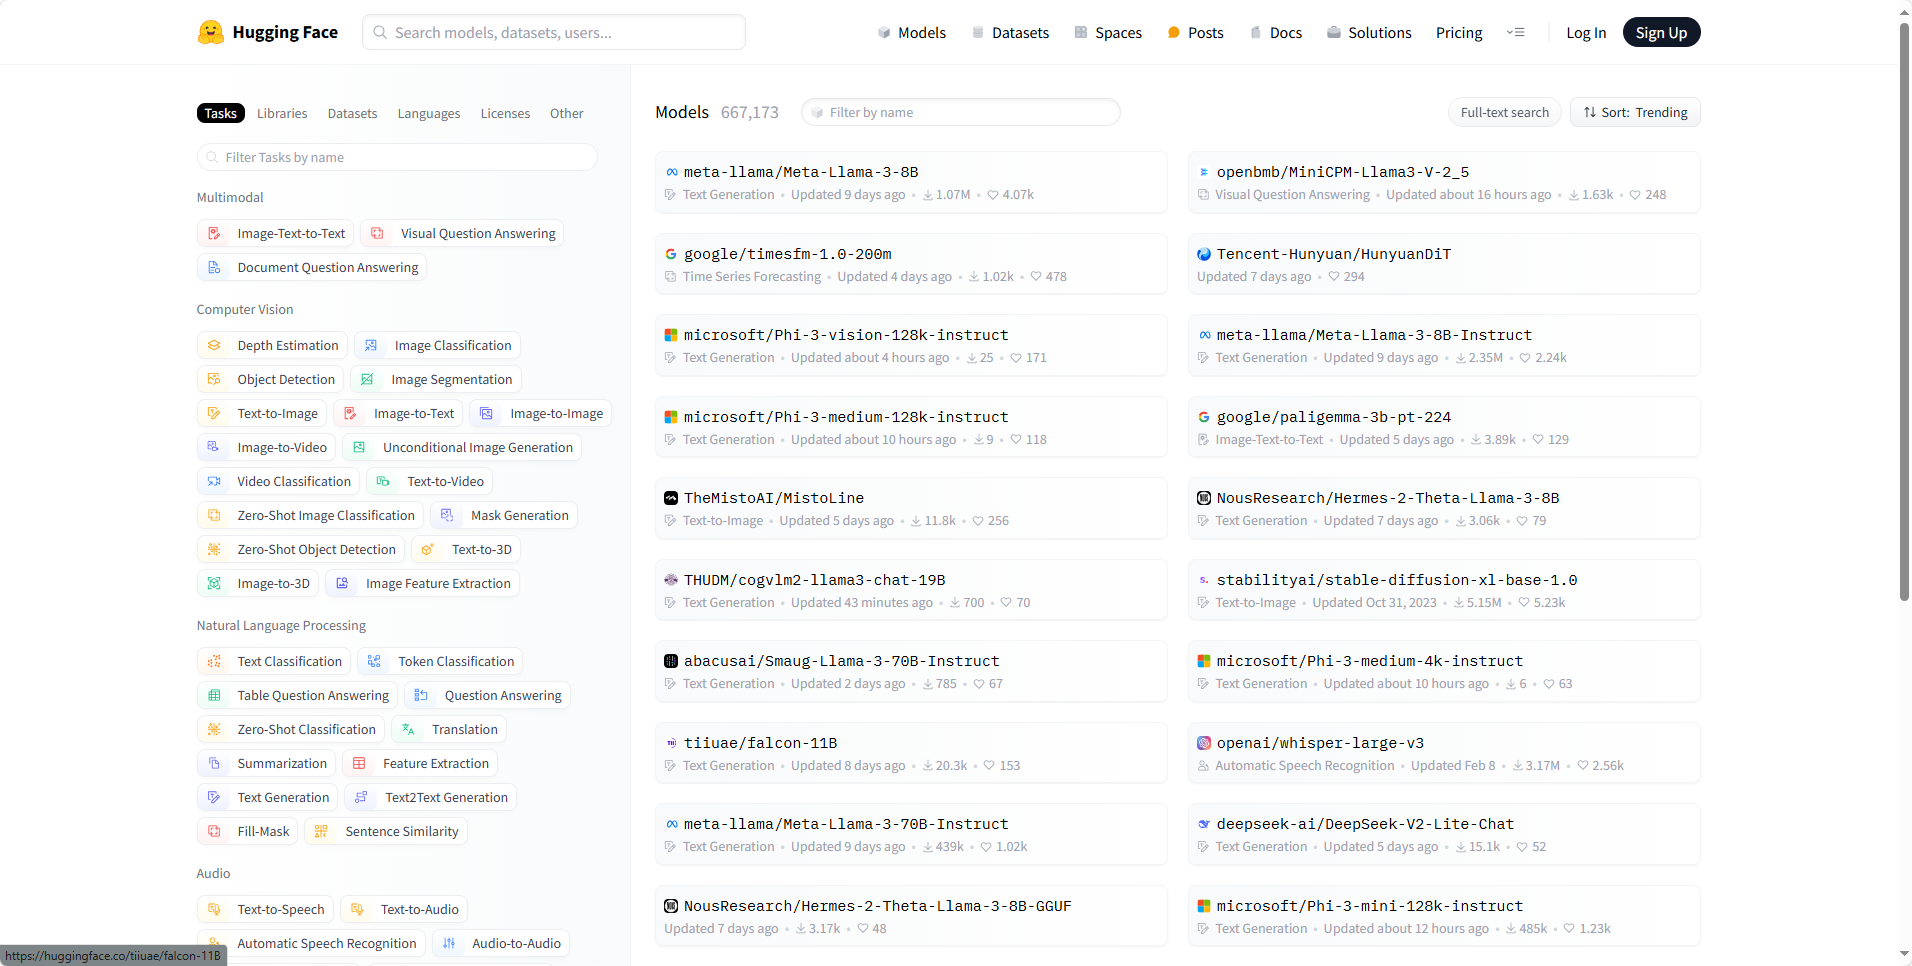 Hugging Face
Search models, datasets, users...
Models
Datasets
Spaces
Posts
Docs
Solutions
Pricing
Log In
Sign Up
Tasks
Libraries
Datasets
Languages
Licenses
Other
Filter Tasks by name
Multimodal
Image-Text-to-Text
Visual Question Answering
Document Question Answering
Computer Vision
Depth Estimation
Image Classification
Object Detection
Image Segmentation
Text-to-Image
Image-to-Text
Image-to-Image
Image-to-Video
Unconditional Image Generation
Video Classification
Text-to-Video
Zero-Shot Image Classification
Mask Generation
Zero-Shot Object Detection
Text-to-3D
Image-to-3D
Image Feature Extraction
Natural Language Processing
Text Classification
Token Classification
Table Question Answering
Question Answering
Zero-Shot Classification
Translation
Summarization
Feature Extraction
Text Generation
Text2Text Generation
Fill-Mask
Sentence Similarity
Audio
Text-to-Speech
Text-to-Audio
Automatic Speech Recognition
Audio-to-Audio
https://huggingface.co/tiiuae/falcon-11B
Models 667,173
Filter by name
Full-text search
Sort: Trending
meta-llama/Meta-Llama-3-8B
Text Generation • Updated 9 days ago • 1.07M • 4.07k
openbmb/MiniCPM-Llama3-V-2_5
Visual Question Answering • Updated about 16 hours ago • 1.63k • 248
google/timesfm-1.0-200m
Time Series Forecasting • Updated 4 days ago • 1.02k • 478
Tencent-Hunyuan/HunyuanDiT
Updated 7 days ago • 294
microsoft/Phi-3-vision-128k-instruct
Text Generation • Updated about 4 hours ago • 25 • 171
meta-llama/Meta-Llama-3-8B-Instruct
Text Generation • Updated 9 days ago • 2.35M • 2.24k
microsoft/Phi-3-medium-128k-instruct
Text Generation • Updated about 10 hours ago • 9 • 118
google/paligemma-3b-pt-224
Image-Text-to-Text • Updated 5 days ago • 3.89k • 129
TheMistoAI/MistoLine
Text-to-Image • Updated 5 days ago • 11.8k • 256
NousResearch/Hermes-2-Theta-Llama-3-8B
Text Generation • Updated 7 days ago • 3.06k • 79
THUDM/cogvlm2-llama3-chat-19B
Text Generation • Updated 43 minutes ago • 700 • 70
stabilityai/stable-diffusion-xl-base-1.0
Text-to-Image • Updated Oct 31, 2023 • 5.15M • 5.23k
abacusai/Smaug-Llama-3-70B-Instruct
Text Generation • Updated 2 days ago • 785 • 67
microsoft/Phi-3-medium-4k-instruct
Text Generation • Updated about 10 hours ago • 6 • 63
tiiuae/falcon-11B
Text Generation • Updated 8 days ago • 20.3k • 153
openai/whisper-large-v3
Automatic Speech Recognition • Updated Feb 8 • 3.17M • 2.56k
meta-llama/Meta-Llama-3-70B-Instruct
Text Generation • Updated 9 days ago • 439k • 1.02k
deepseek-ai/DeepSeek-V2-Lite-Chat
Text Generation • Updated 5 days ago • 15.1k • 52
NousResearch/Hermes-2-Theta-Llama-3-8B-GGUF
Updated 7 days ago • 3.17k • 48
microsoft/Phi-3-mini-128k-instruct
Text Generation • Updated about 12 hours ago • 485k • 1.23k